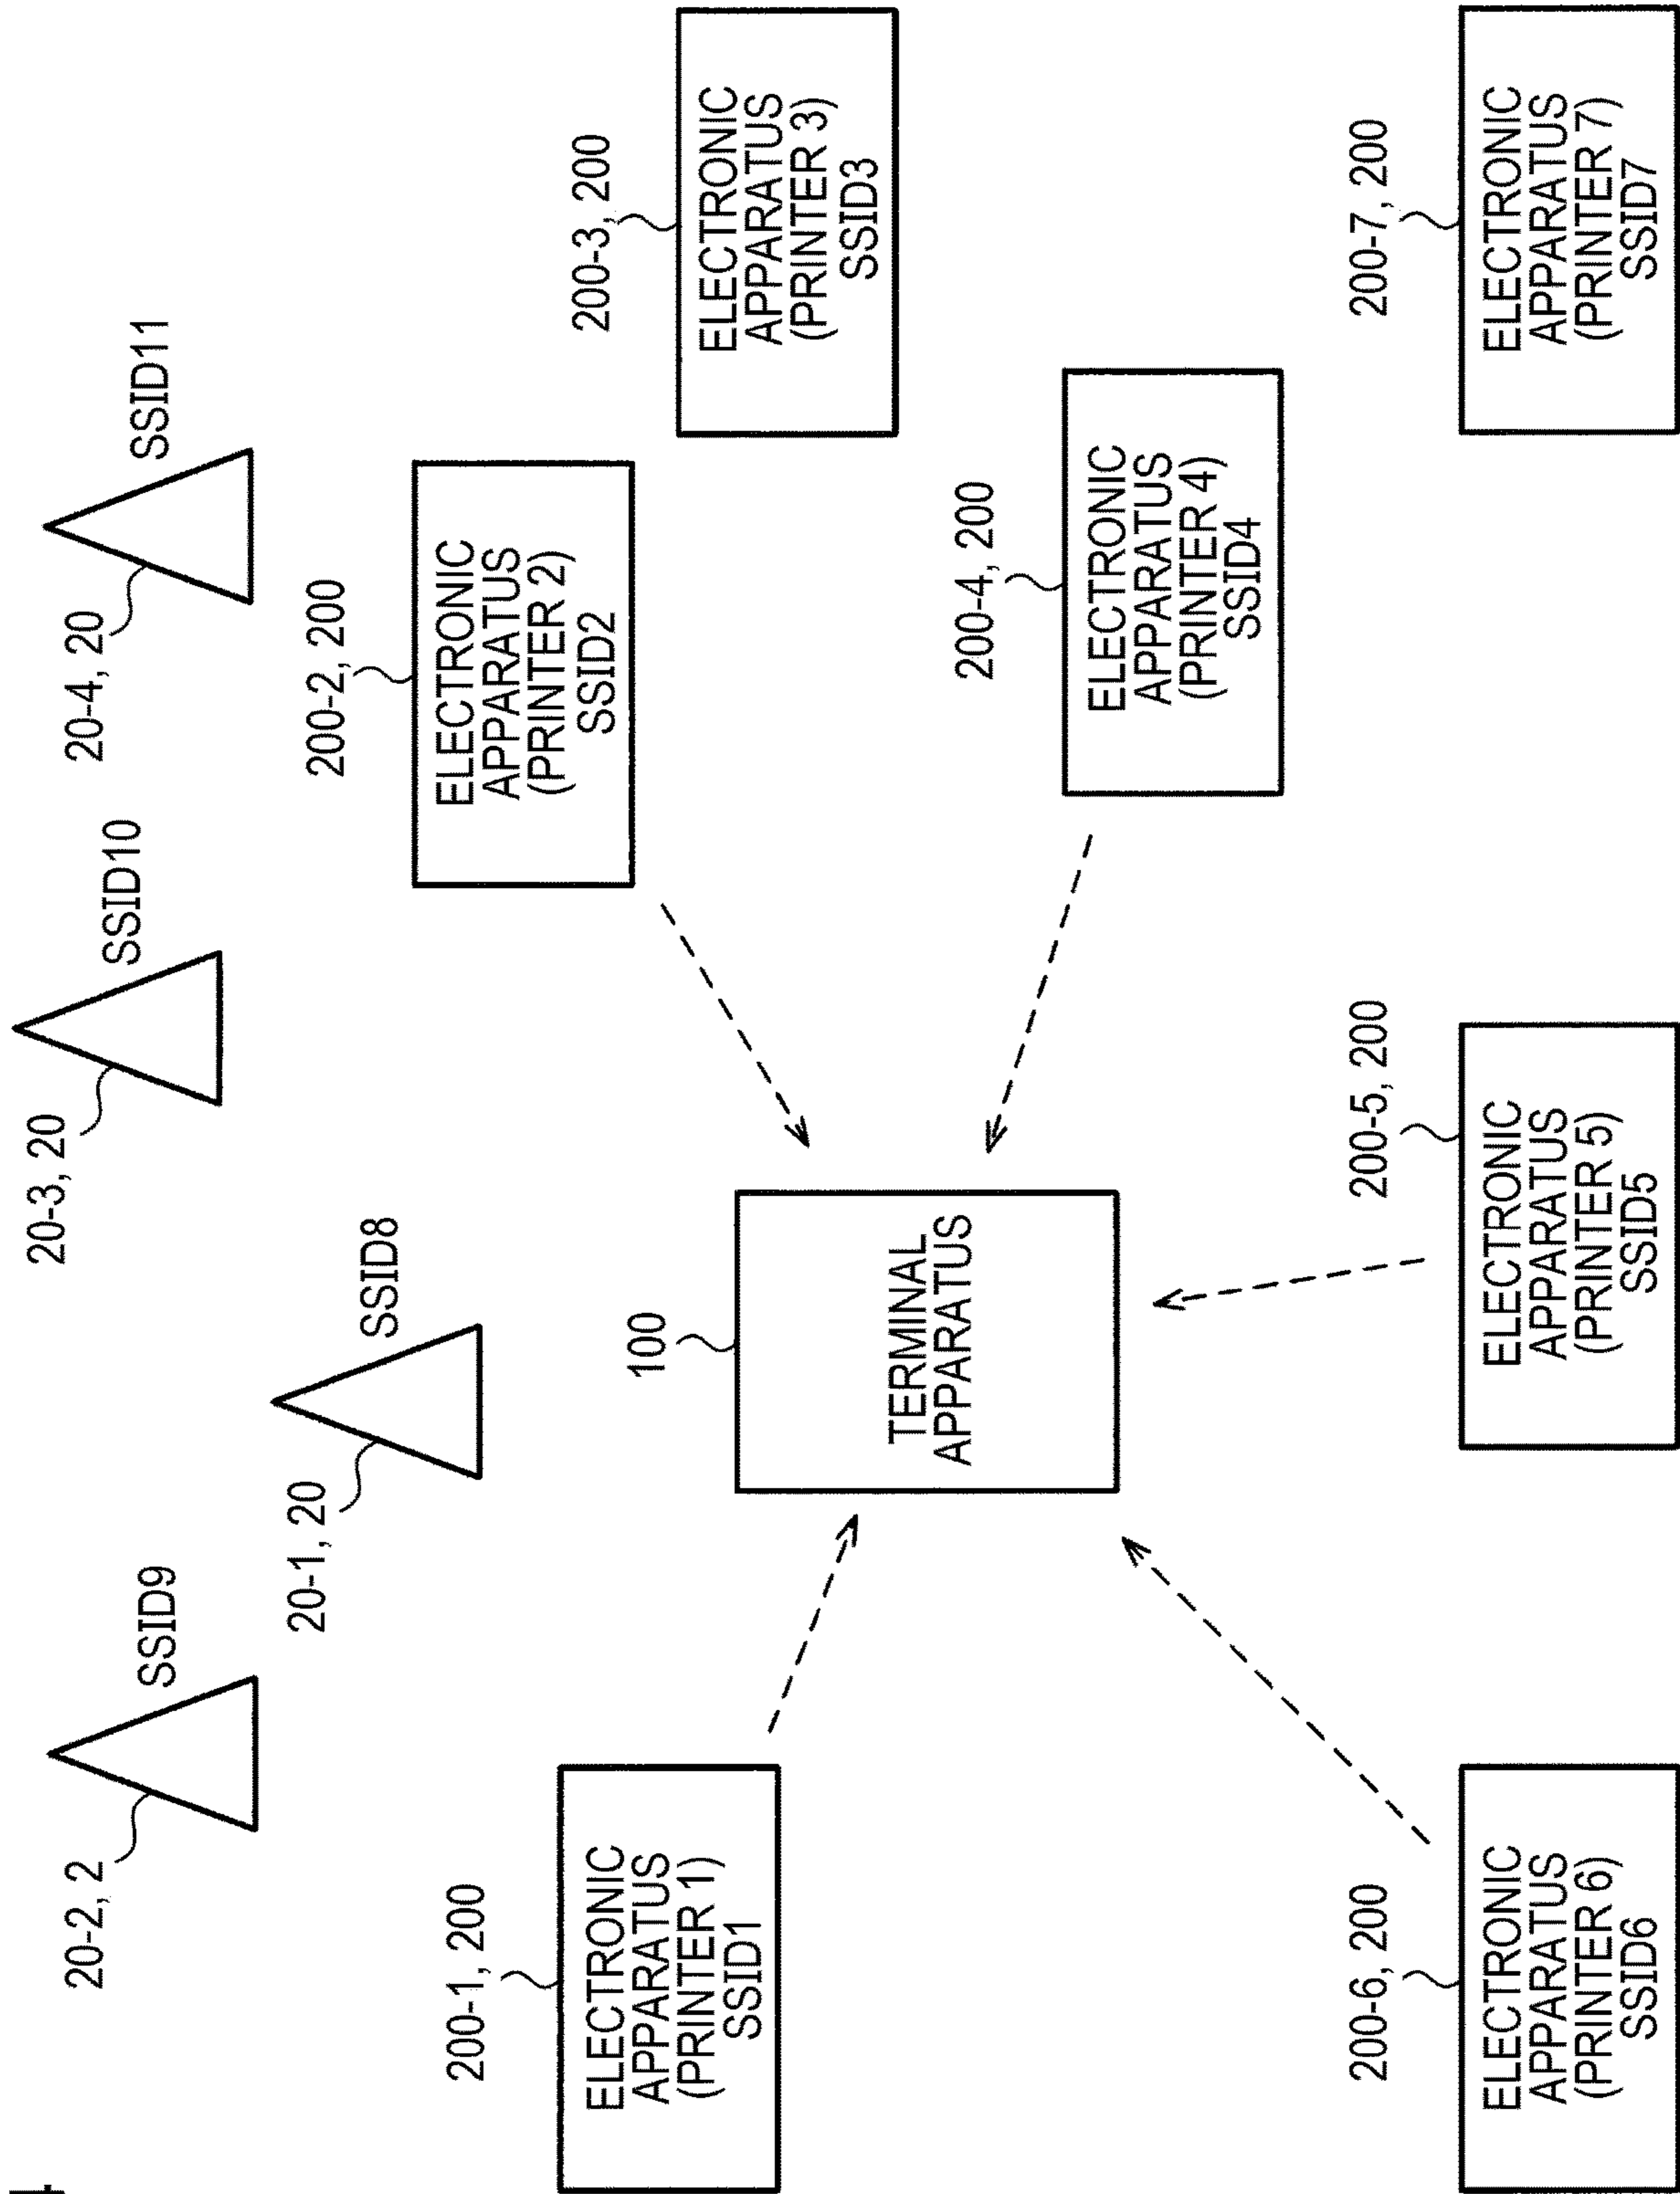 20-2, 2
SSID9
20-3, 20
SSID10
20-4, 20
SSID11
20-1, 20
SSID8
200-1, 200
ELECTRONIC
APPARATUS
(PRINTER 1)
SSID1
200-2, 200
ELECTRONIC
APPARATUS
(PRINTER 2)
SSID2
200-3, 200
ELECTRONIC
APPARATUS
(PRINTER 3)
SSID3
100
TERMINAL
APPARATUS
200-4, 200
ELECTRONIC
APPARATUS
(PRINTER 4)
SSID4
200-6, 200
ELECTRONIC
APPARATUS
(PRINTER 6)
SSID6
200-5, 200
ELECTRONIC
APPARATUS
(PRINTER 5)
SSID5
200-7, 200
ELECTRONIC
APPARATUS
(PRINTER 7)
SSID7